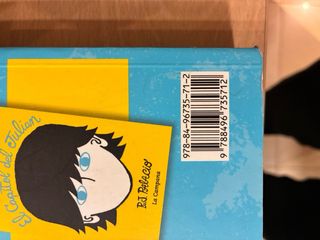 El Capítol del Julian
R.J. Palacio
La Campana
978-84-96735-71-2
9 788496 735712